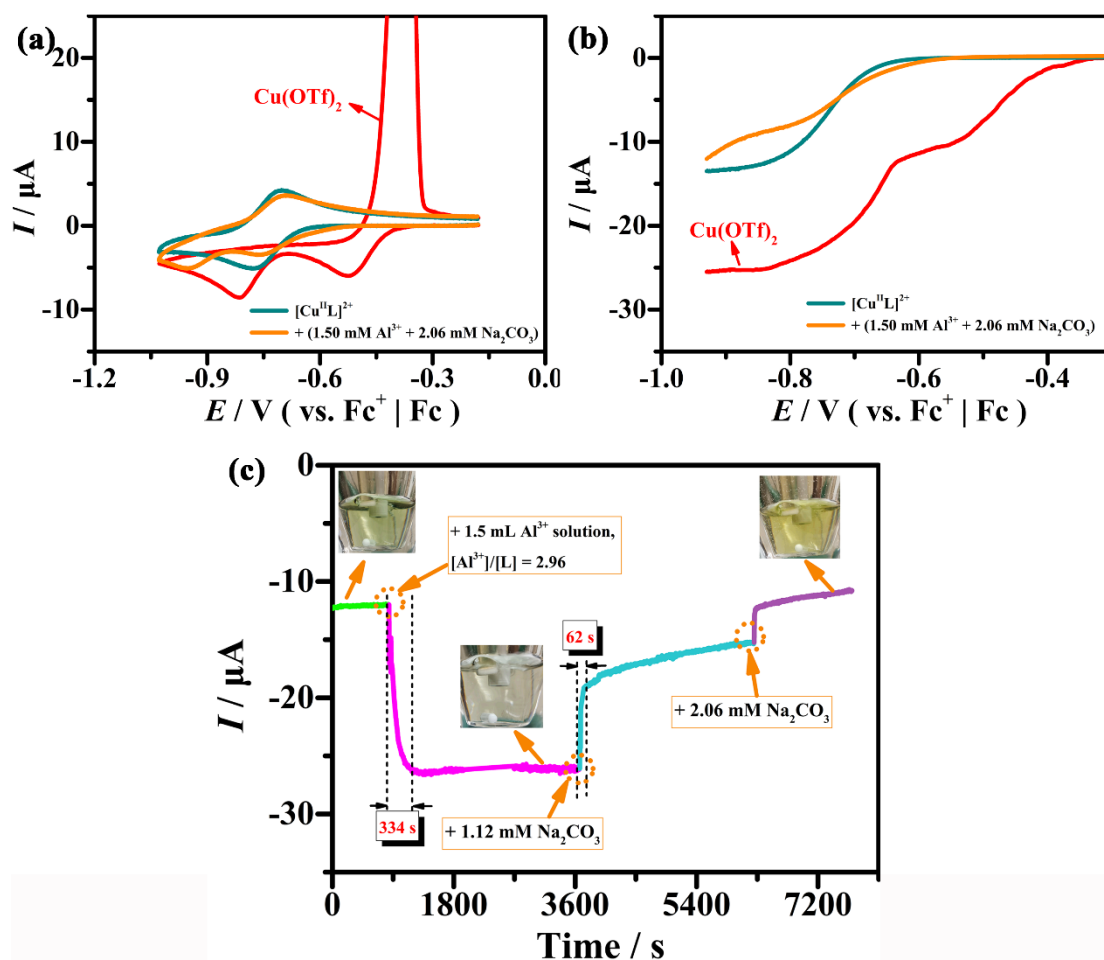 (a)
20
10
0
-10
I / µA
Cu(OTf)₂
[CuᴵᴵL]²⁺
+ (1.50 mM Al³⁺ + 2.06 mM Na₂CO₃)
-1.2 -0.9 -0.6 -0.3 0.0
E / V ( vs. Fc⁺ | Fc )
(b)
0
-10
-20
-30
I / µA
Cu(OTf)₂
[CuᴵᴵL]²⁺
+ (1.50 mM Al³⁺ + 2.06 mM Na₂CO₃)
-1.0 -0.8 -0.6 -0.4
E / V ( vs. Fc⁺ | Fc )
(c)
0
-10
-20
-30
I / µA
+ 1.5 mL Al³⁺ solution,
[Al³⁺]/[L] = 2.96
62 s
+ 2.06 mM Na₂CO₃
334 s
+ 1.12 mM Na₂CO₃
0 1800 3600 5400 7200
Time / s